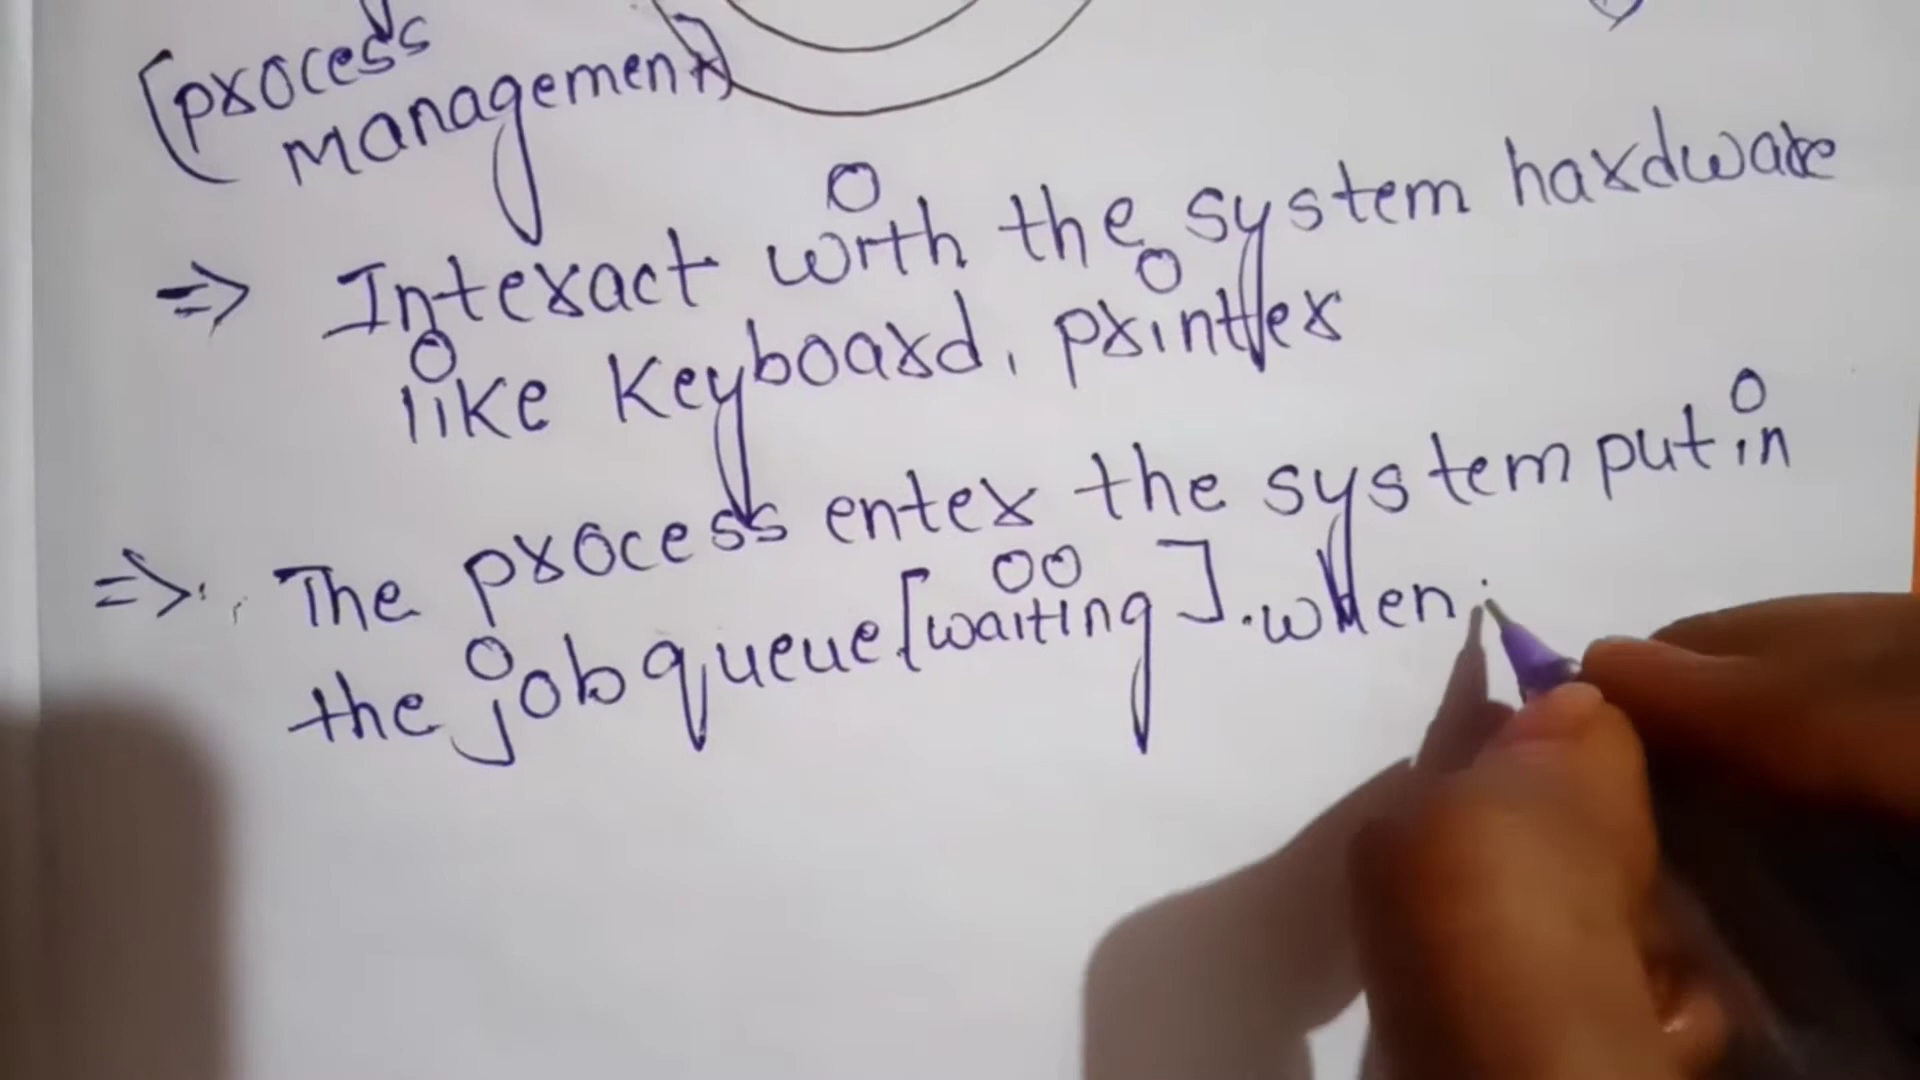 [process
management]
=> Interact with the system hardware
like keyboard, printer
=> The process enter the system put in
the job queue [waiting]. when